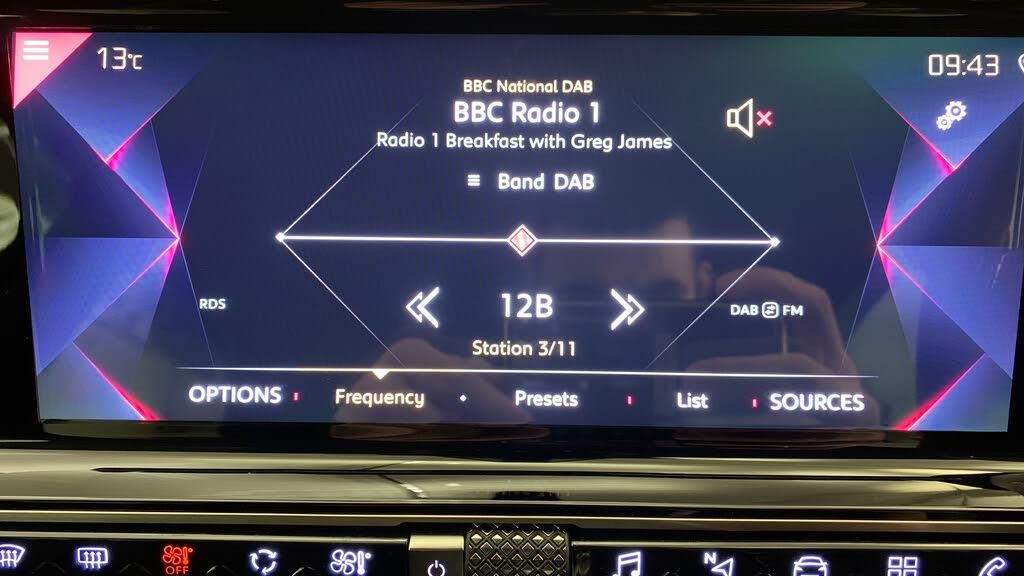 13°C
09:43
BBC National DAB
BBC Radio 1
Radio 1 Breakfast with Greg James
Band DAB
RDS
12B
DAB FM
Station 3/11
OPTIONS Frequency Presets List SOURCES
OFF
N